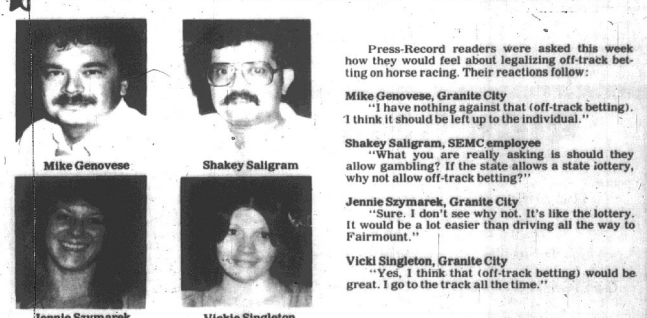 Mike Genovese
Shakey Saligram
Jennie Szymarek
Vickie Singleton
Press-Record readers were asked this week
how they would feel about legalizing off-track bet-
ting on horse racing. Their reactions follow:
Mike Genovese, Granite City
"I have nothing against that (off-track betting).
I think it should be left up to the individual."
Shakey Saligram, SEMC employee
"What you are really asking is should they
allow gambling? If the state allows a state lottery,
why not allow off-track betting?"
Jennie Szymarek, Granite City
"Sure. I don't see why not. It's like the lottery.
It would be a lot easier than driving all the way to
Fairmount."
Vicki Singleton, Granite City
"Yes, I think that (off-track betting) would be
great. I go to the track all the time."